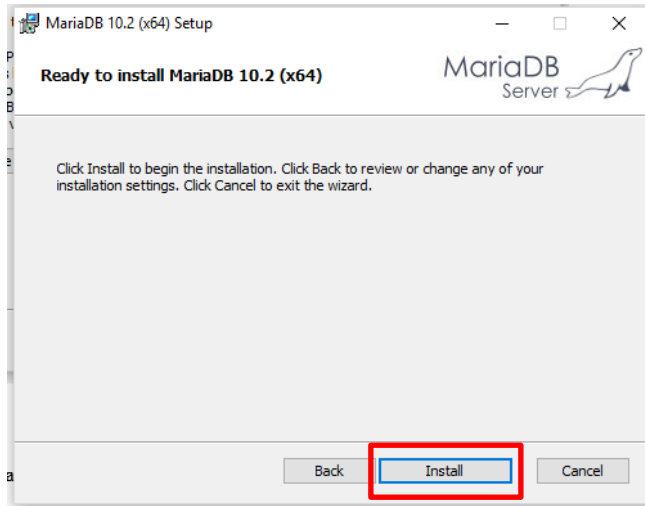 MariaDB 10.2 (x64) Setup
Ready to install MariaDB 10.2 (x64)
MariaDB
Server
Click Install to begin the installation. Click Back to review or change any of your
installation settings. Click Cancel to exit the wizard.
Back
Install
Cancel